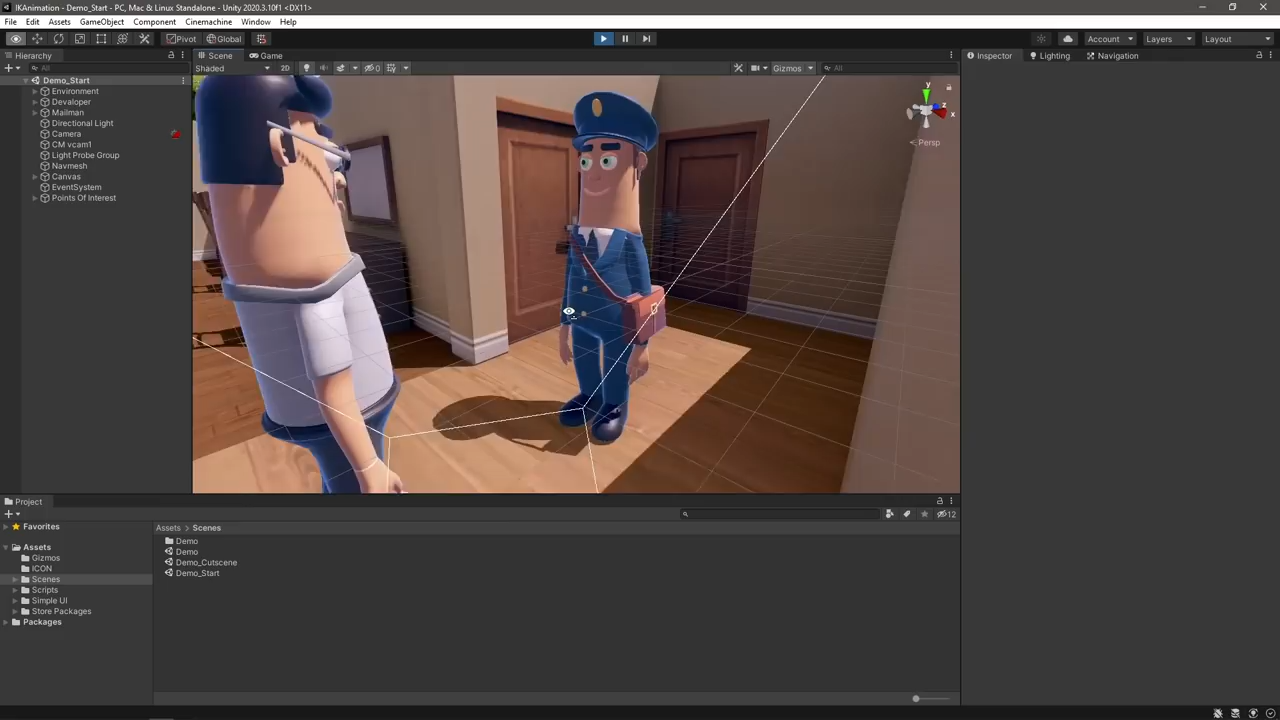 IKAnimation - Demo_Start - PC, Mac & Linux Standalone - Unity 2020.3.10f1 <DX11>
File Edit Assets GameObject Component Cinemachine Window Help
Pivot Global Account Layers Layout
Hierarchy Scene Game Inspector Lighting Navigation
All Shaded 2D 0 Gizmos All
Demo_Start
Environment
Developer
Mailman
Directional Light
Camera
CM vcam1
Light Probe Group
Navmesh
Canvas
EventSystem
Points Of Interest
y
z
x
Persp
Project
12
Favorites
Assets > Scenes
Assets
Gizmos
ICON
Scenes
Scripts
Simple UI
Store Packages
Packages
Demo
Demo
Demo_Cutscene
Demo_Start